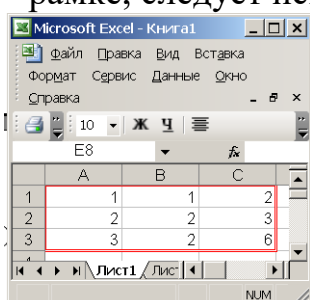 рамке, следует
Microsoft Excel - Книга1
Файл Правка Вид Вставка
Формат Сервис Данные Окно
Справка
10 Ж Ч
E8 fx
A B C
1 1 1 2
2 2 2 3
3 3 2 6
Лист1 Лис
NUM